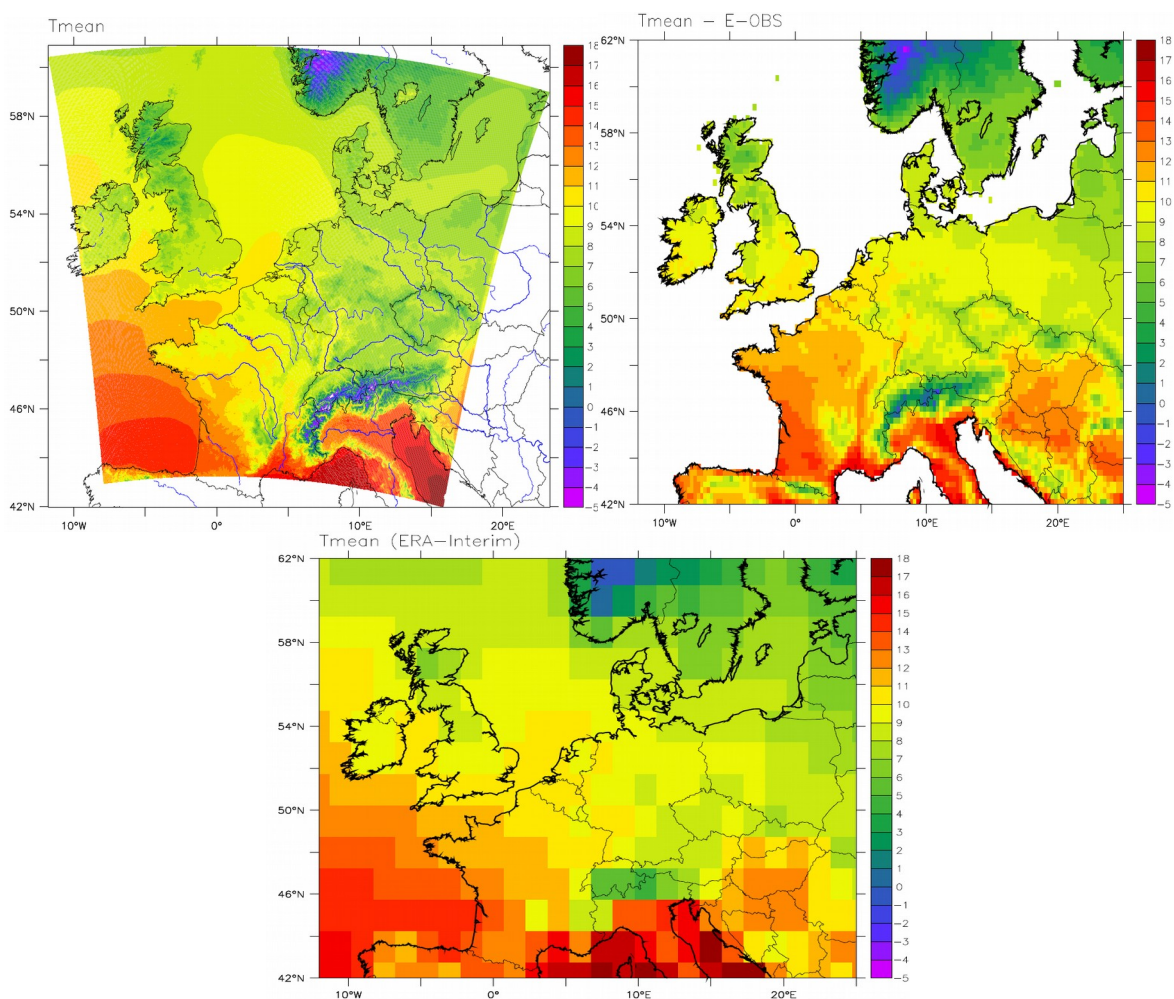 Tmean
58°N
54°N
50°N
46°N
42°N
10°W
0°
10°E
20°E
18
17
16
15
14
13
12
11
10
9
8
7
6
5
4
3
2
1
0
-1
-2
-3
-4
-5
Tmean - E-OBS
62°N
58°N
54°N
50°N
46°N
42°N
10°W
0°
10°E
20°E
18
17
16
15
14
13
12
11
10
9
8
7
6
5
4
3
2
1
0
-1
-2
-3
-4
-5
Tmean (ERA-Interim)
62°N
58°N
54°N
50°N
46°N
42°N
10°W
0°
10°E
20°E
18
17
16
15
14
13
12
11
10
9
8
7
6
5
4
3
2
1
0
-1
-2
-3
-4
-5